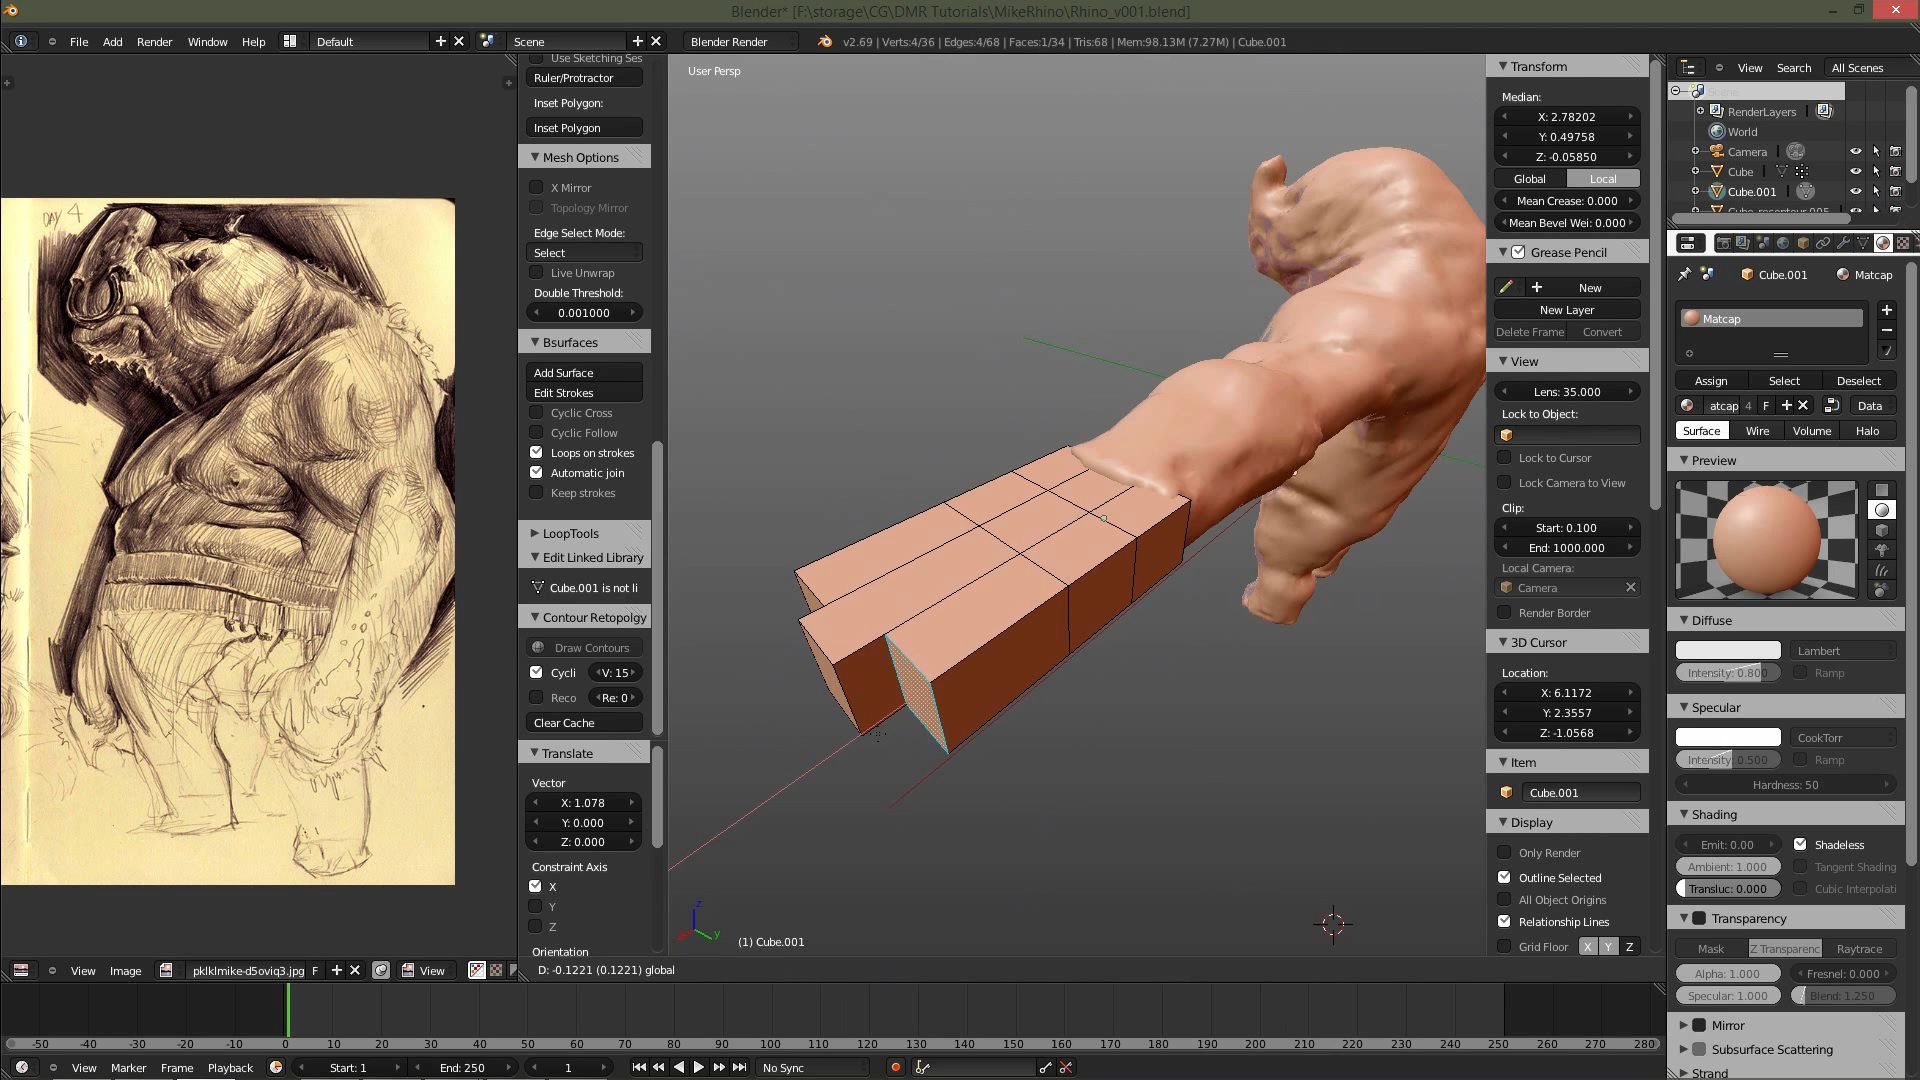 Blender* [F:\storage\CG\DMR Tutorials\MikeRhino\Rhino_v001.blend]
File Add Render Window Help Default Scene Blender Render v2.69 | Verts:4/36 | Edges:4/68 | Faces:1/34 | Tris:68 | Mem:98.13M (7.27M) | Cube.001
Use Sketching Ses
Ruler/Protractor
Inset Polygon:
Inset Polygon
Mesh Options
X Mirror
Topology Mirror
Edge Select Mode:
Select
Live Unwrap
Double Threshold:
0.001000
Bsurfaces
Add Surface
Edit Strokes
Cyclic Cross
Cyclic Follow
Loops on strokes
Automatic join
Keep strokes
LoopTools
Edit Linked Library
Cube.001 is not li
Contour Retopolgy
Draw Contours
Cycli V: 15
Reco Re: 0
Clear Cache
Translate
Vector
X: 1.078
Y: 0.000
Z: 0.000
Constraint Axis
X
Y
Z
Orientation
DAY 4
User Persp
z
y
(1) Cube.001
D: -0.1221 (0.1221) global
Transform
Median:
X: 2.78202
Y: 0.49758
Z: -0.05850
Global Local
Mean Crease: 0.000
Mean Bevel Wei: 0.000
Grease Pencil
New
New Layer
Delete Frame Convert
View
Lens: 35.000
Lock to Object:
Lock to Cursor
Lock Camera to View
Clip:
Start: 0.100
End: 1000.000
Local Camera:
Camera
Render Border
3D Cursor
Location:
X: 6.1172
Y: 2.3557
Z: -1.0568
Item
Cube.001
Display
Only Render
Outline Selected
All Object Origins
Relationship Lines
Grid Floor X Y Z
View Search All Scenes
RenderLayers
World
Camera
Cube
Cube.001
Cube.001 Matcap
Matcap
Assign Select Deselect
atcap 4 F Data
Surface Wire Volume Halo
Preview
Diffuse
Lambert
Intensity: 0.800 Ramp
Specular
CookTorr
Intensity: 0.500 Ramp
Hardness: 50
Shading
Emit: 0.00 Shadeless
Ambient: 1.000 Tangent Shading
Transluc: 0.000 Cubic Interpolati
Transparency
Mask Z Transparenc Raytrace
Alpha: 1.000 Fresnel: 0.000
Specular: 1.000 Blend: 1.250
Mirror
Subsurface Scattering
Strand
View Image pklklmike-d5oviq3.jpg F View
-50 -40 -30 -20 -10 0 10 20 30 40 50 60 70 80 90 100 110 120 130 140 150 160 170 180 190 200 210 220 230 240 250 260 270 280
View Marker Frame Playback Start: 1 End: 250 1 No Sync